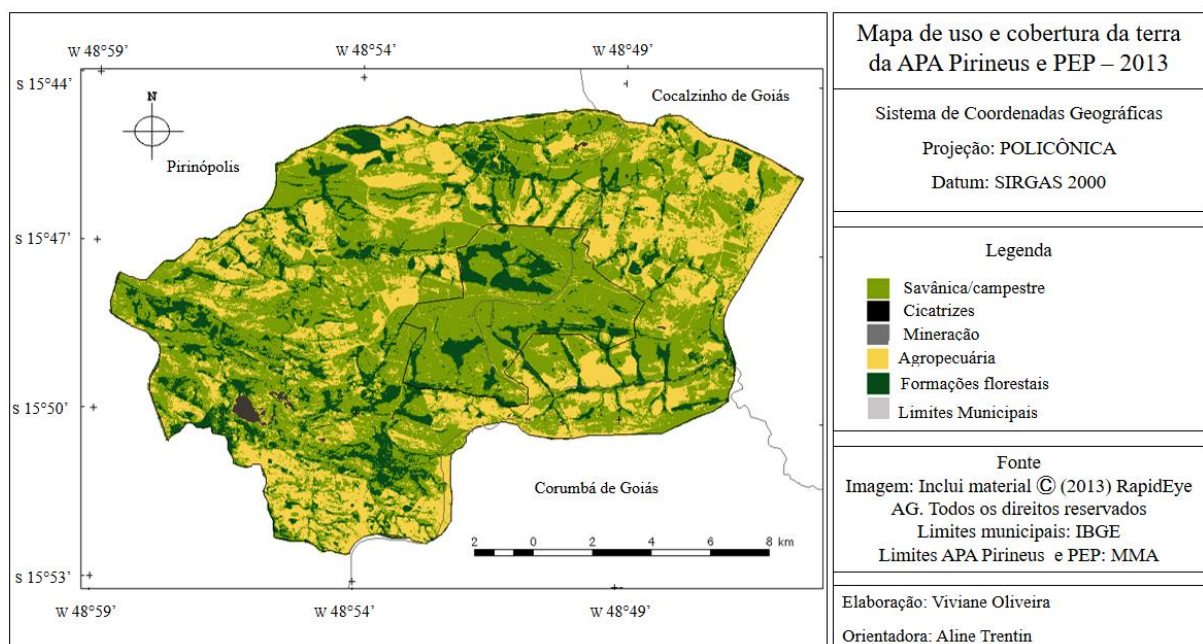 W 48°59’ W 48°54’ W 48°49’
S 15°44’
N
Cocalzinho de Goiás
Pirinópolis
S 15°47’
S 15°50’
Corumbá de Goiás
2 0 2 4 6 8 km
S 15°53’
W 48°59’ W 48°54’ W 48°49’
Mapa de uso e cobertura da terra
da APA Pirineus e PEP – 2013
Sistema de Coordenadas Geográficas
Projeção: POLICÔNICA
Datum: SIRGAS 2000
Legenda
Savânica/campestre
Cicatrizes
Mineração
Agropecuária
Formações florestais
Limites Municipais
Fonte
Imagem: Inclui material © (2013) RapidEye
AG. Todos os direitos reservados
Limites municipais: IBGE
Limites APA Pirineus e PEP: MMA
Elaboração: Viviane Oliveira
Orientadora: Aline Trentin